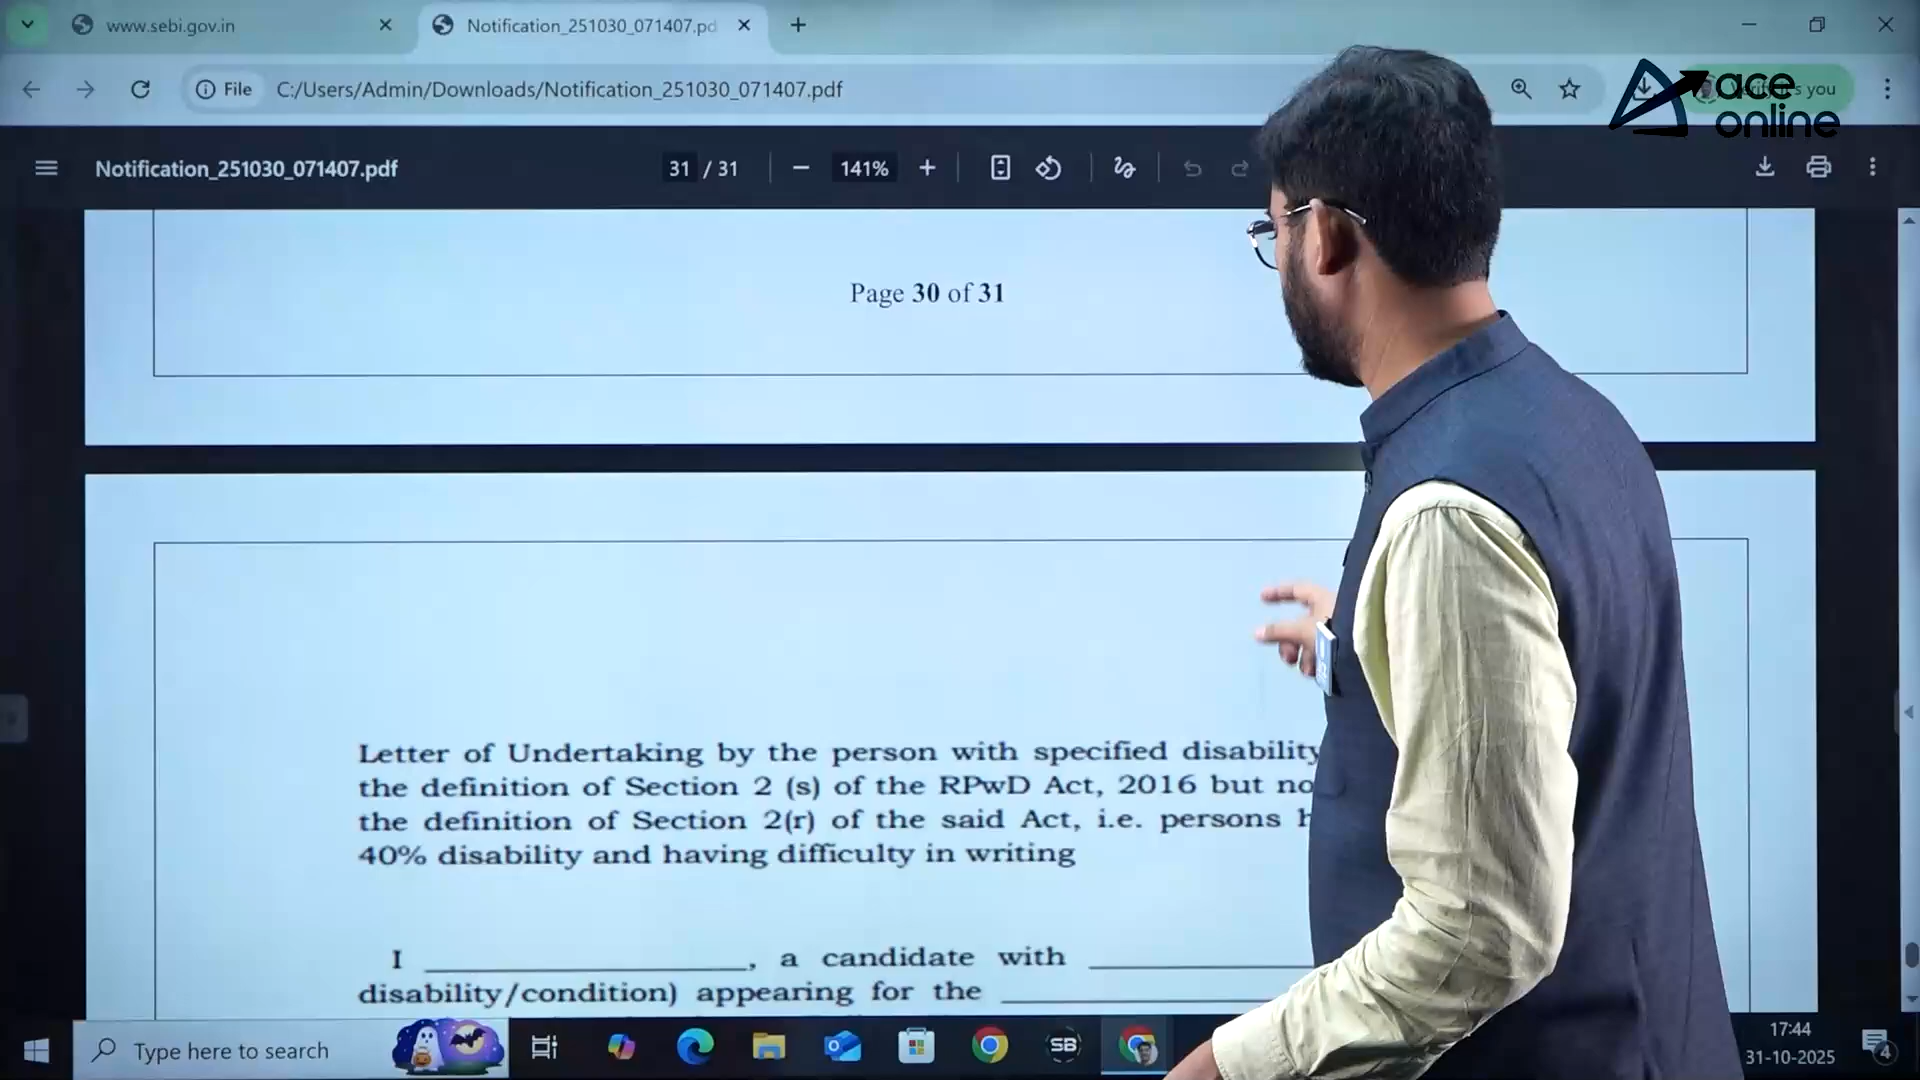 www.sebi.gov.in
Notification_251030_071407.pd
File
C:/Users/Admin/Downloads/Notification_251030_071407.pdf
ace
online
you
Notification_251030_071407.pdf
31 / 31
141%
Page 30 of 31
Letter of Undertaking by the person with specified disability
the definition of Section 2 (s) of the RPwD Act, 2016 but no
the definition of Section 2(r) of the said Act, i.e. persons h
40% disability and having difficulty in writing
I ____________, a candidate with ____________
disability/condition) appearing for the ____________
Type here to search
SB
17:44
31-10-2025
4